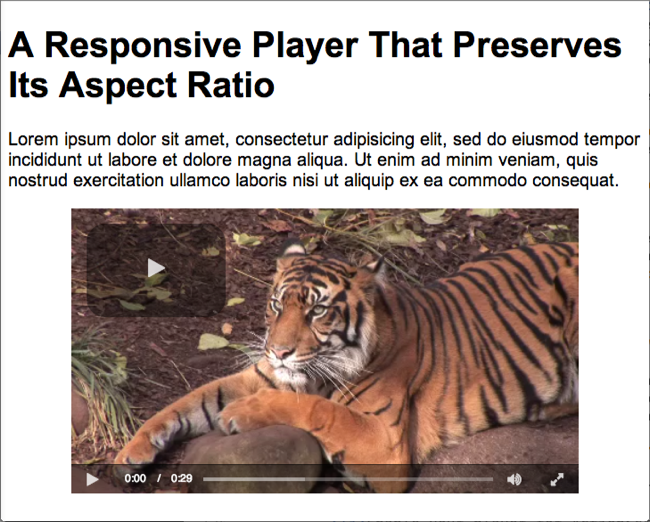 A Responsive Player That Preserves
Its Aspect Ratio
Lorem ipsum dolor sit amet, consectetur adipisicing elit, sed do eiusmod tempor
incididunt ut labore et dolore magna aliqua. Ut enim ad minim veniam, quis
nostrud exercitation ullamco laboris nisi ut aliquip ex ea commodo consequat.
0:00 / 0:29